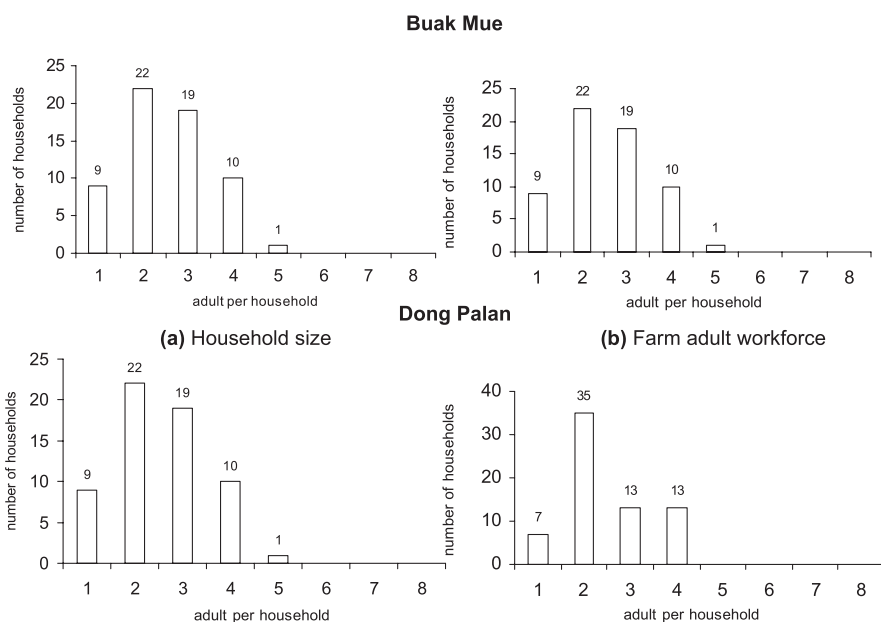 Buak Mue
number of households
25
20
15
10
5
0
9
22
19
10
1
1 2 3 4 5 6 7 8
adult per household
number of households
25
20
15
10
5
0
9
22
19
10
1
1 2 3 4 5 6 7 8
adult per household
Dong Palan
(a) Household size
(b) Farm adult workforce
number of households
25
20
15
10
5
0
9
22
19
10
1
1 2 3 4 5 6 7 8
adult per household
number of households
40
30
20
10
0
7
35
13
13
1 2 3 4 5 6 7 8
adult per household